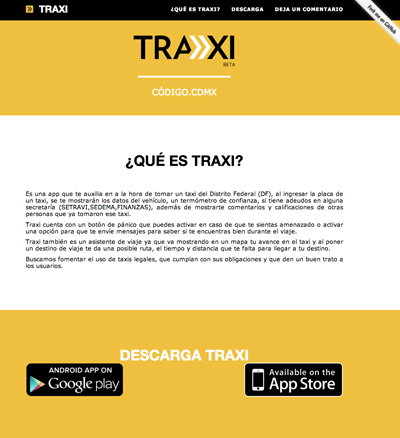 TRAXI
¿QUÉ ES TRAXI? DESCARGA DEJA UN COMENTARIO
Fork me on GitHub
TRAXI
BETA
CÓDIGO.CDMX
¿QUÉ ES TRAXI?
Es una app que te auxilia en a la hora de tomar un taxi del Distrito Federal (DF), al ingresar la placa de
un taxi, se te mostrarán los datos del vehículo, un termómetro de confianza, si tiene adeudos en alguna
secretaría (SETRAVI,SEDEMA,FINANZAS), además de mostrarte comentarios y calificaciones de otras
personas que ya tomaron ese taxi.
Traxi cuenta con un botón de pánico que puedes activar en caso de que te sientas amenazado o activar
una opción para que te envíe mensajes para saber si te encuentras bien durante el viaje.
Traxi también es un asistente de viaje ya que va mostrando en un mapa tu avance en el taxi y al poner
un destino de viaje te da una posible ruta, el tiempo y distancia que te falta para llegar a tu destino.
Buscamos fomentar el uso de taxis legales, que cumplan con sus obligaciones y que den un buen trato a
los usuarios.
DESCARGA TRAXI
ANDROID APP ON
Google play
Available on the
App Store